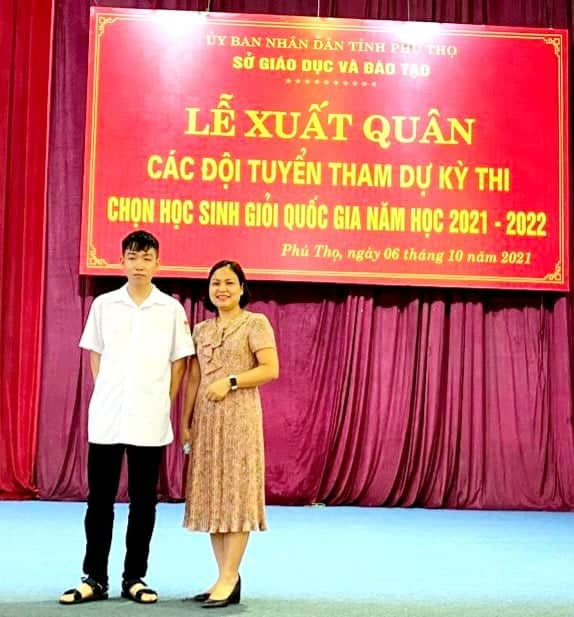 ỦY BAN NHÂN DÂN TỈNH PHÚ THỌ
SỞ GIÁO DỤC VÀ ĐÀO TẠO
LỄ XUẤT QUÂN
CÁC ĐỘI TUYỂN THAM DỰ KỲ THI
CHỌN HỌC SINH GIỎI QUỐC GIA NĂM HỌC 2021 - 2022
Phú Thọ, ngày 06 tháng 10 năm 2021